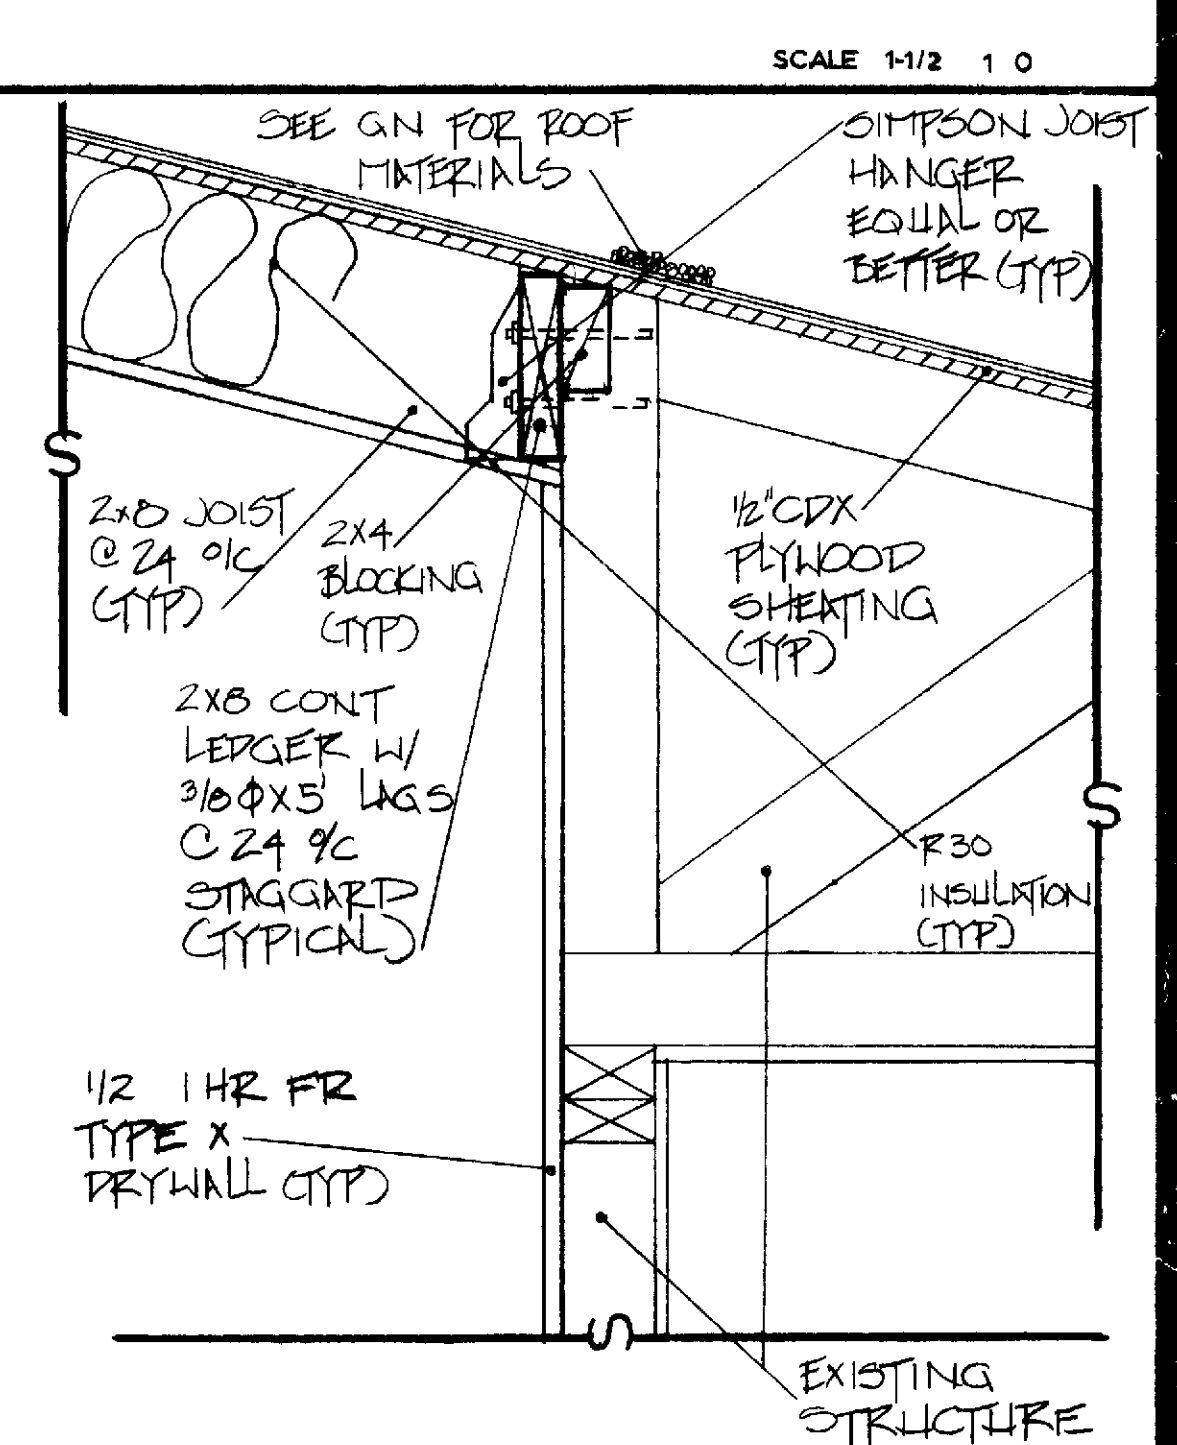 SCALE 1-1/2 1 0
SEE GN FOR ROOF
MATERIALS
SIMPSON JOIST
HANGER
EQUAL OR
BETTER (TYP)
2x8 JOIST
@ 24 o/c
(TYP)
2X4
BLOCKING
(TYP)
1/2" CDX
PLYWOOD
SHEATING
(TYP)
2X8 CONT
LEDGER W/
3/8 ΦX5' LAGS
@ 24 o/c
STAGGARD
(TYPICAL)
R30
INSULATION
(TYP)
1/2 1 HR FR
TYPE X
DRYWALL (TYP)
EXISTING
STRUCTURE
S
S
S